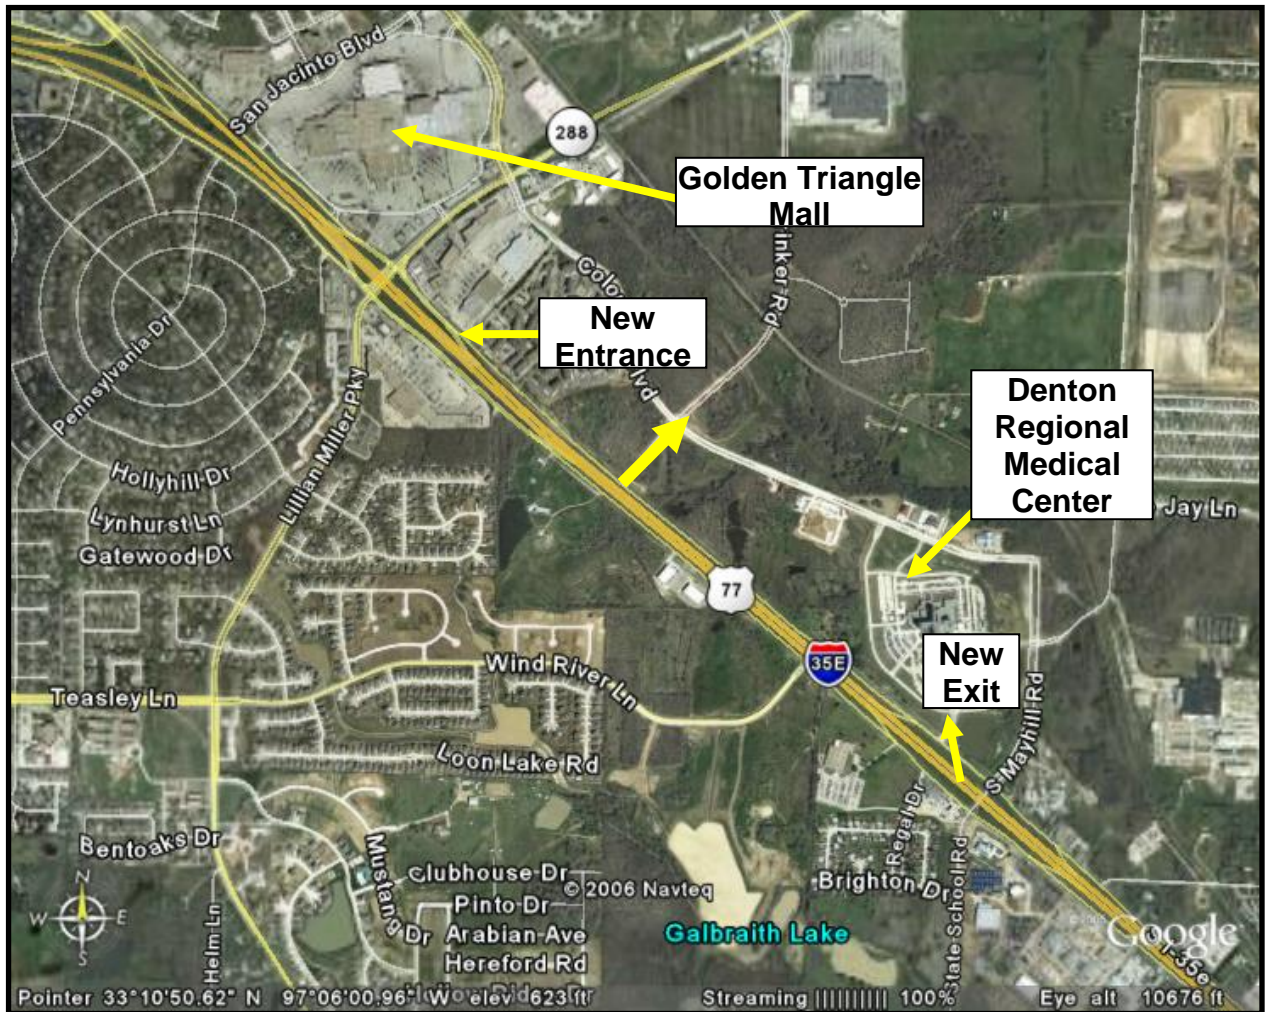 San Jacinto Blvd
288
Golden Triangle
Mall
inker Rd
Colo
lvd
New
Entrance
Pennsylvania Dr
Lillian Miller Pky
Denton
Regional
Medical
Center
Hollyhill Dr
Lynhurst Ln
Gatewood Dr
Jay Ln
77
35E
New
Exit
Wind River Ln
Teasley Ln
S Mayhill Rd
Loon Lake Rd
Regal Dr
Bentoaks Dr
Mustang Dr
Clubhouse Dr
© 2006 Navteq
Brighton Dr
State School Rd
N
W E
S
Helm Ln
Pinto Dr
Arabian Ave
Galbraith Lake
© 2006
Google
I-35e
Hereford Rd
Pointer 33°10'50.62" N 97°06'00.96" W elev 623 ft
Streaming |||||||||| 100%
Eye alt 10676 ft